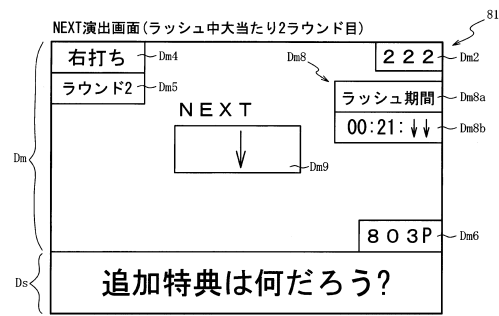 NEXT演出画面(ラッシュ中大当たり2ラウンド目)
81
右打ち Dm4
222 Dm2
ラウンド2 Dm5
Dm8
ラッシュ期間 Dm8a
00:21:↓↓ Dm8b
NEXT
↓ Dm9
Dm
803P Dm6
Ds
追加特典は何だろう?